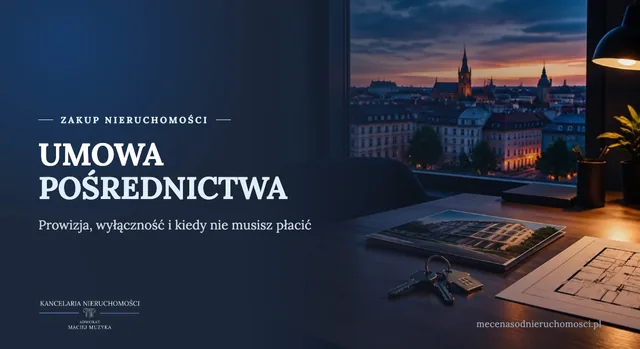 ZAKUP NIERUCHOMOŚCI
UMOWA
POŚREDNICTWA
Prowizja, wyłączność i kiedy nie musisz płacić
KANCELARIA NIERUCHOMOŚCI
ADWOKAT
MACIEJ MUZYKA
mecenasodnieruchomosci.pl